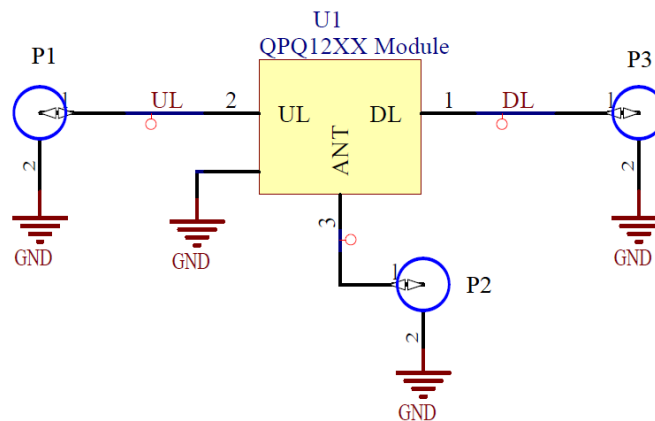 U1
QPQ12XX Module
P1
P3
1
UL
2
UL
DL
1
DL
1
ANT
2
2
3
GND
GND
GND
1
P2
2
GND